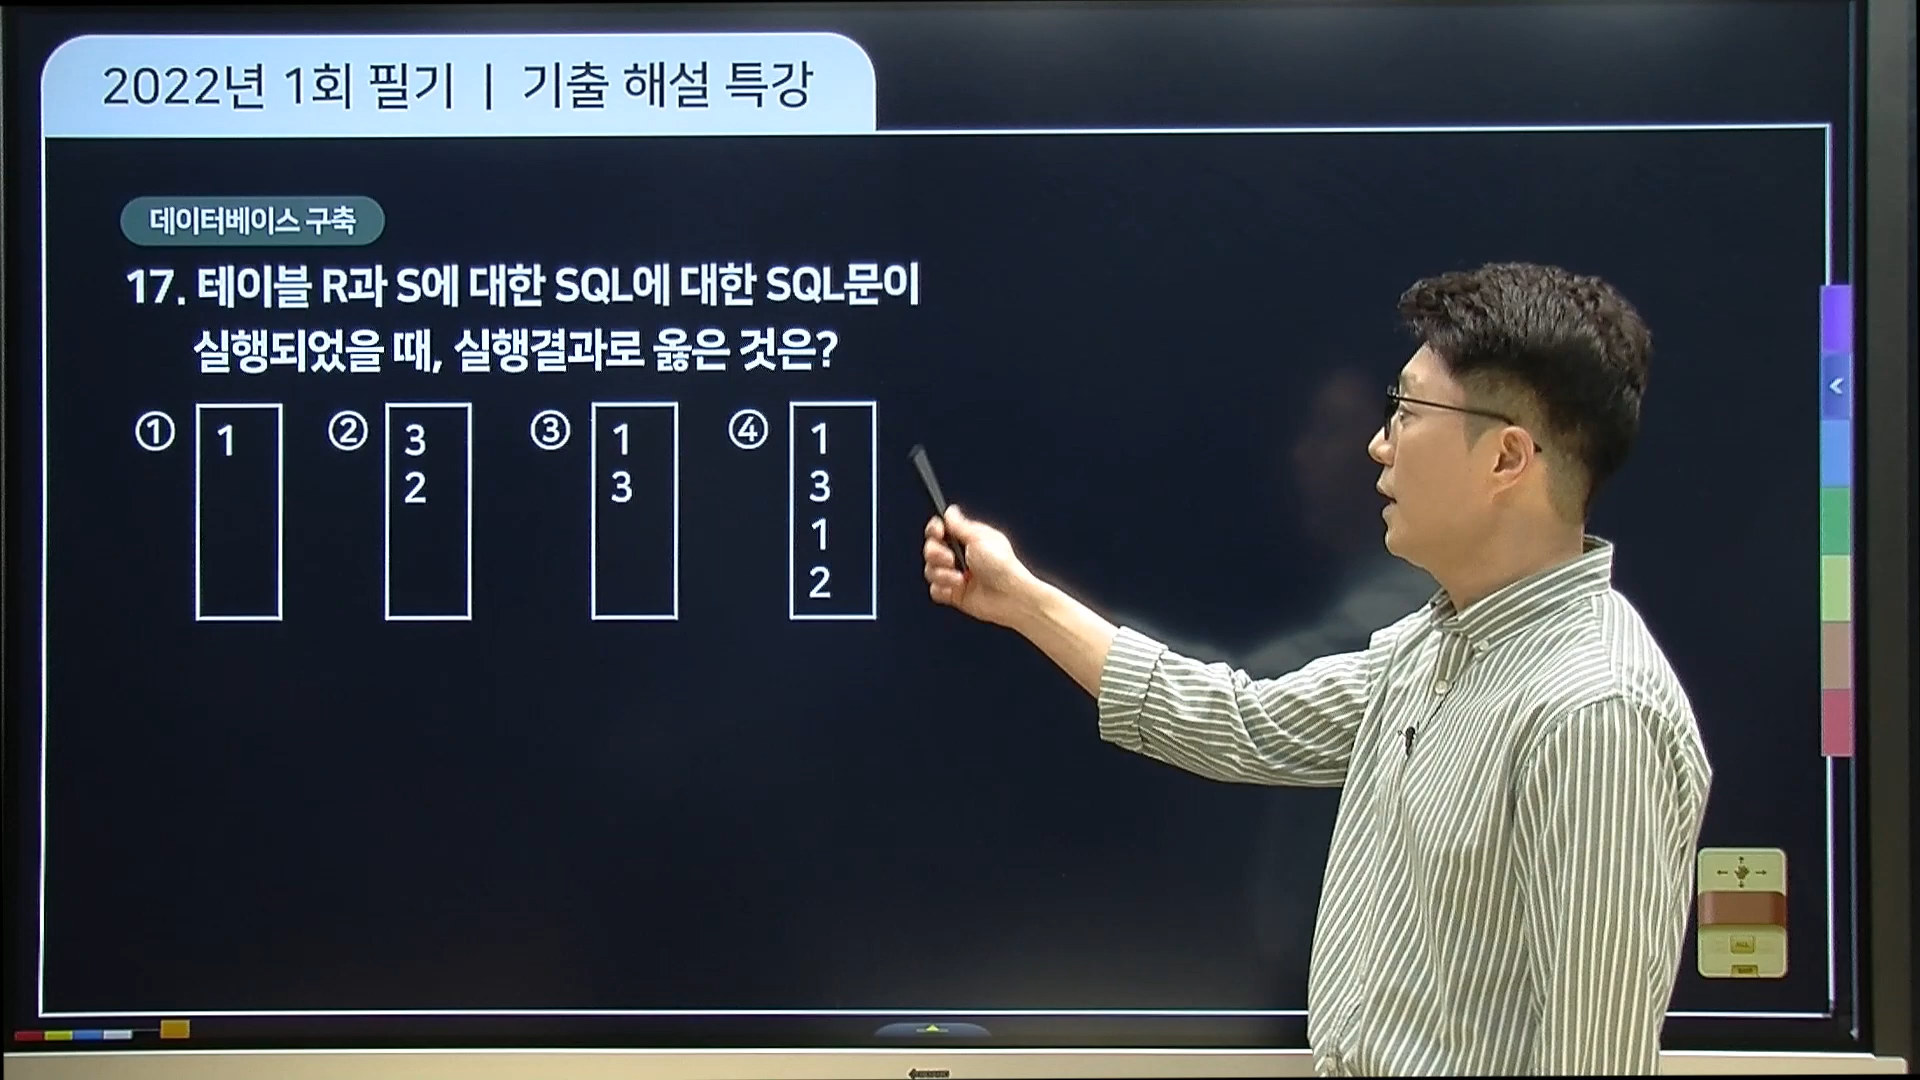 2022년 1회 필기 | 기출 해설 특강
데이터베이스 구축
17. 테이블 R과 S에 대한 SQL에 대한 SQL문이
실행되었을 때, 실행결과로 옳은 것은?
① 1
② 3
2
③ 1
3
④ 1
3
1
2